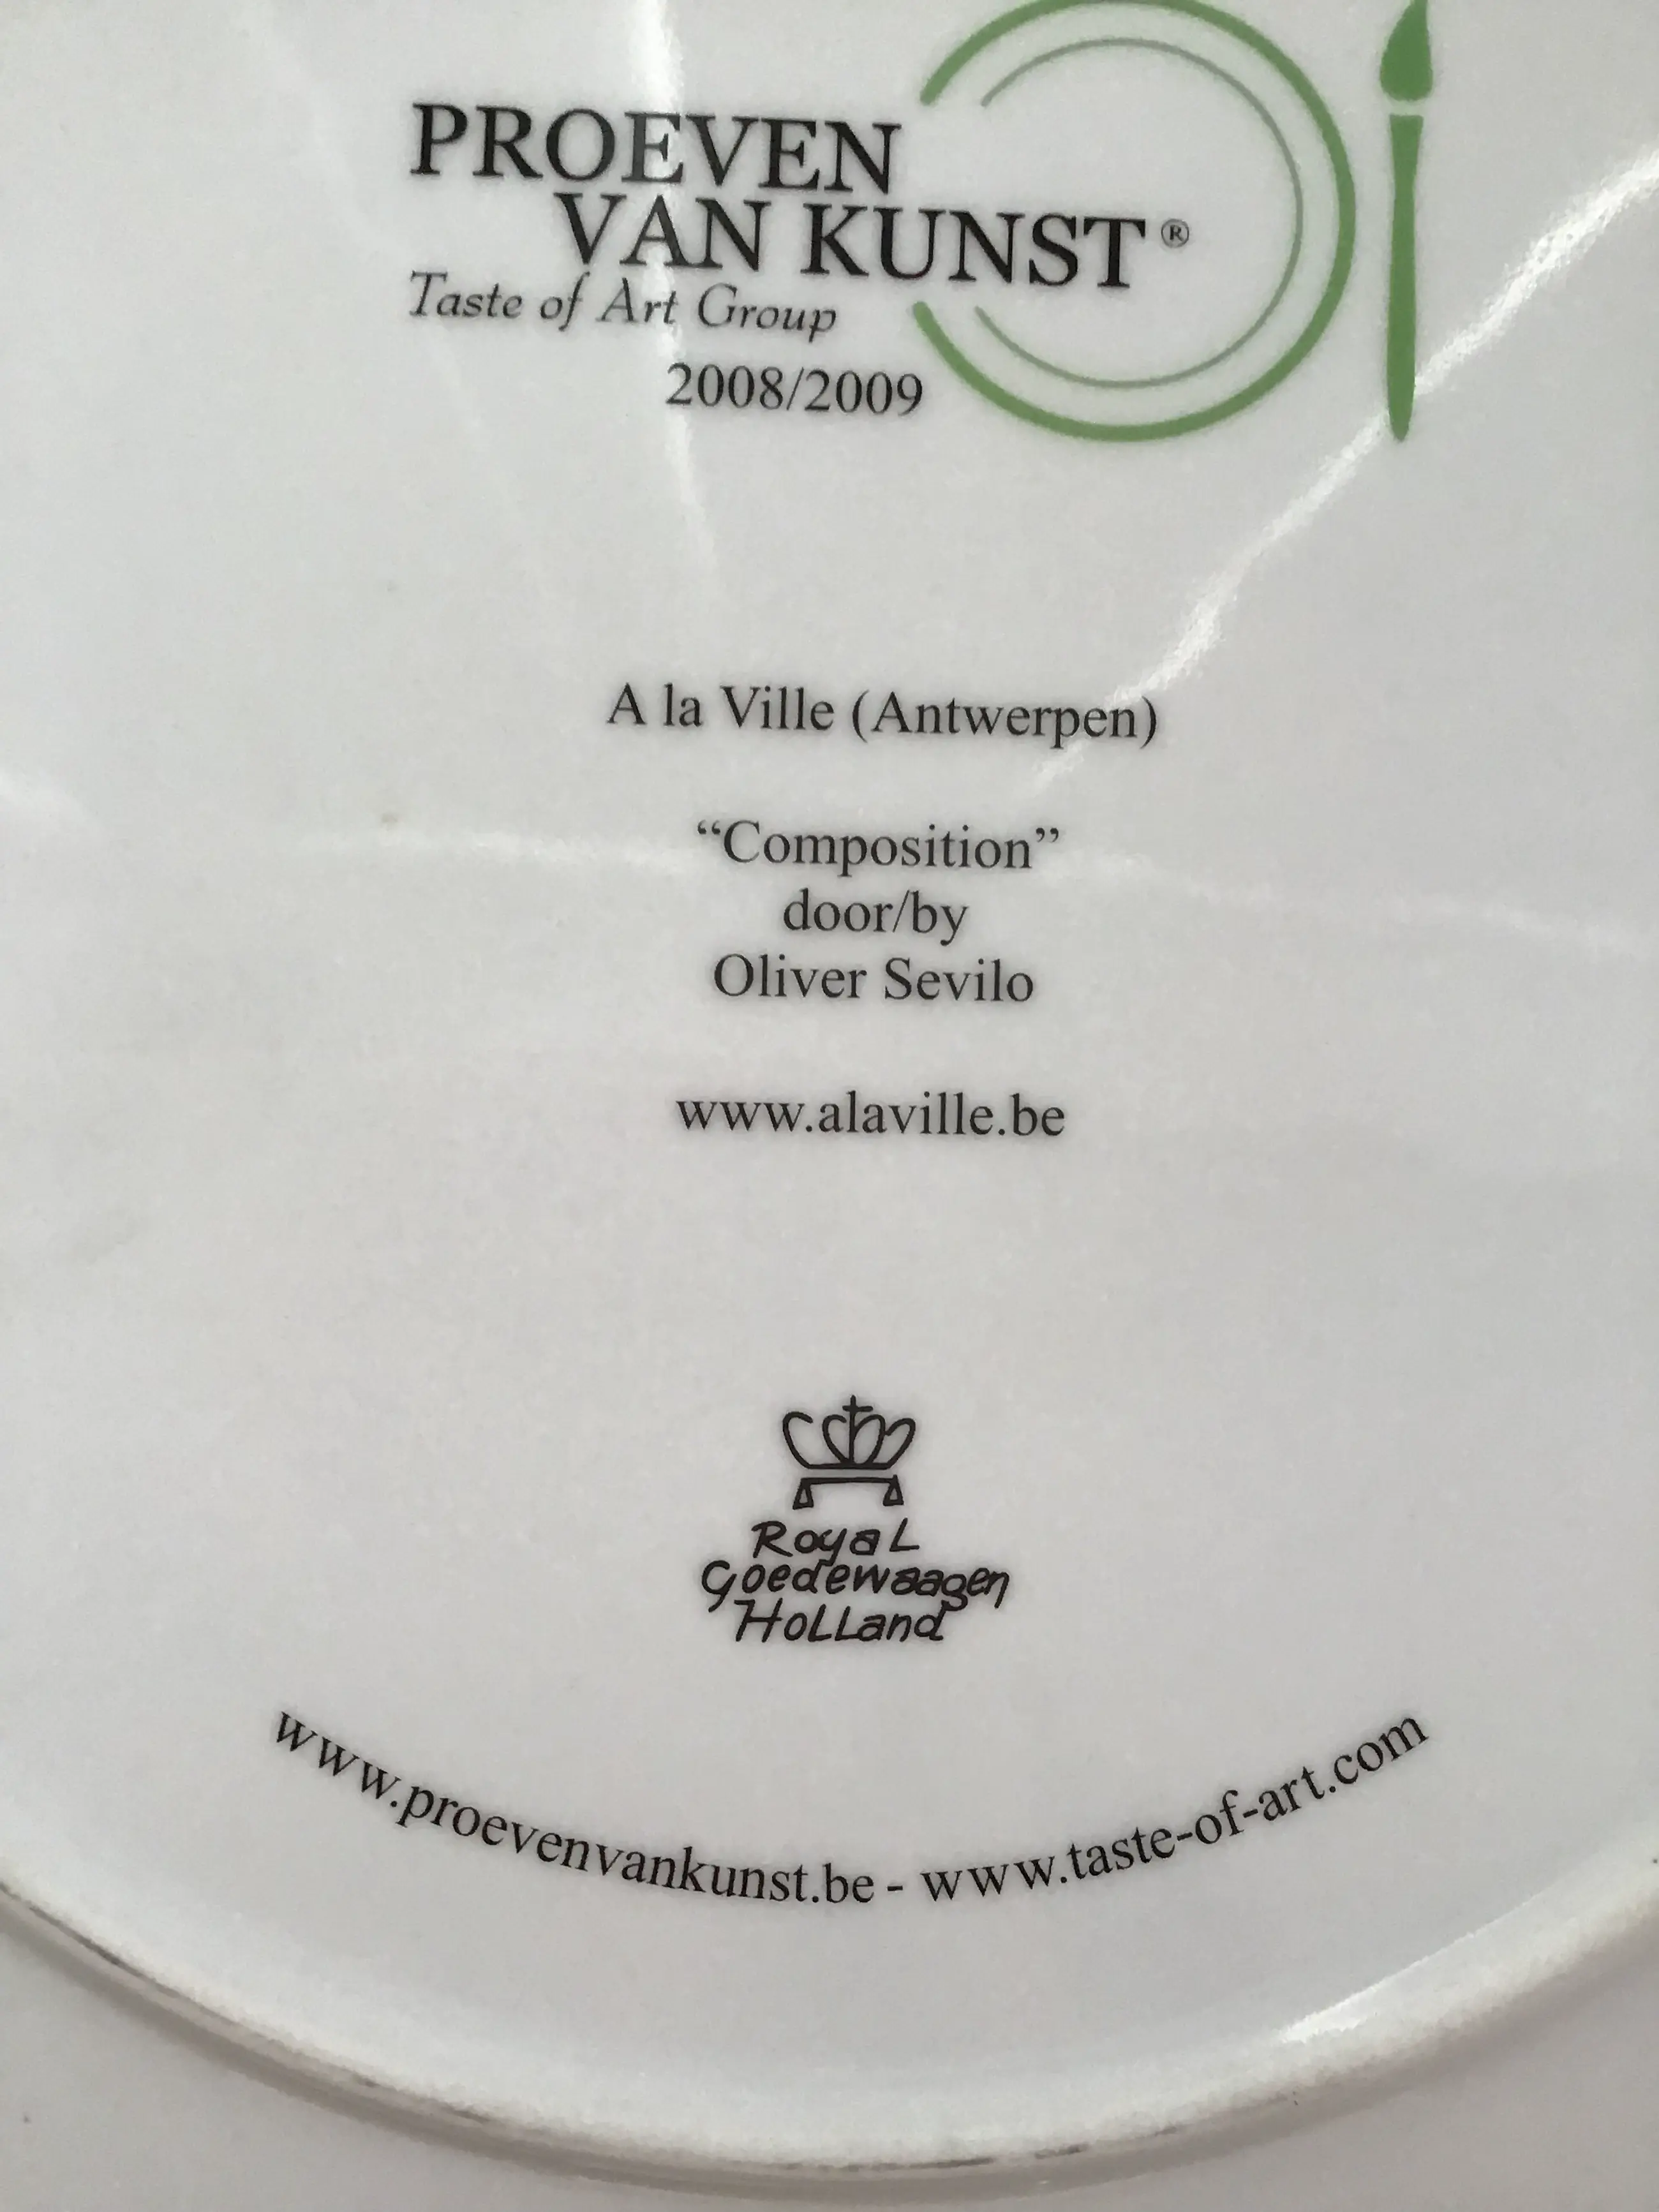 PROEVEN
VAN KUNST®
Taste of Art Group
2008/2009
A la Ville (Antwerpen)
“Composition”
door/by
Oliver Sevilo
www.alaville.be
Royal
Goedewaagen
Holland
www.proevenvankunst.be - www.taste-of-art.com